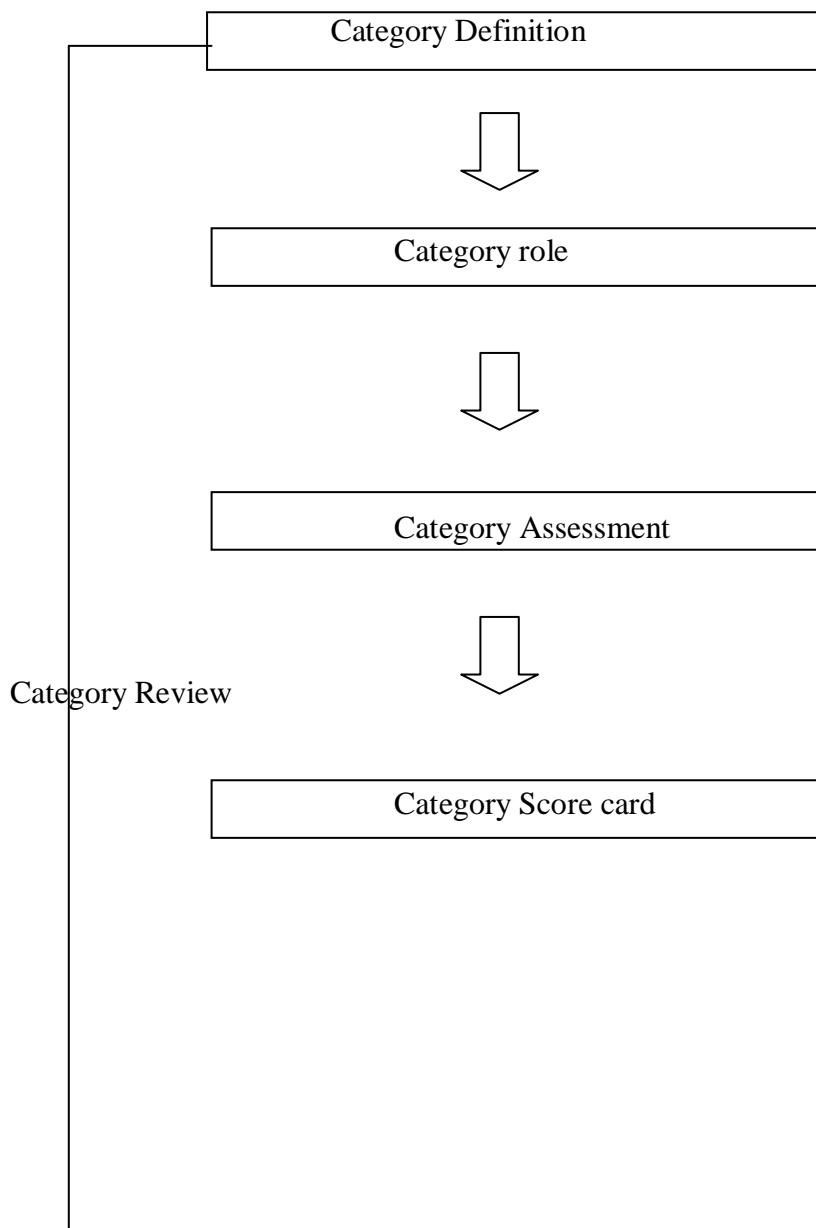 Category Definition
Category role
Category Assessment
Category Review
Category Score card